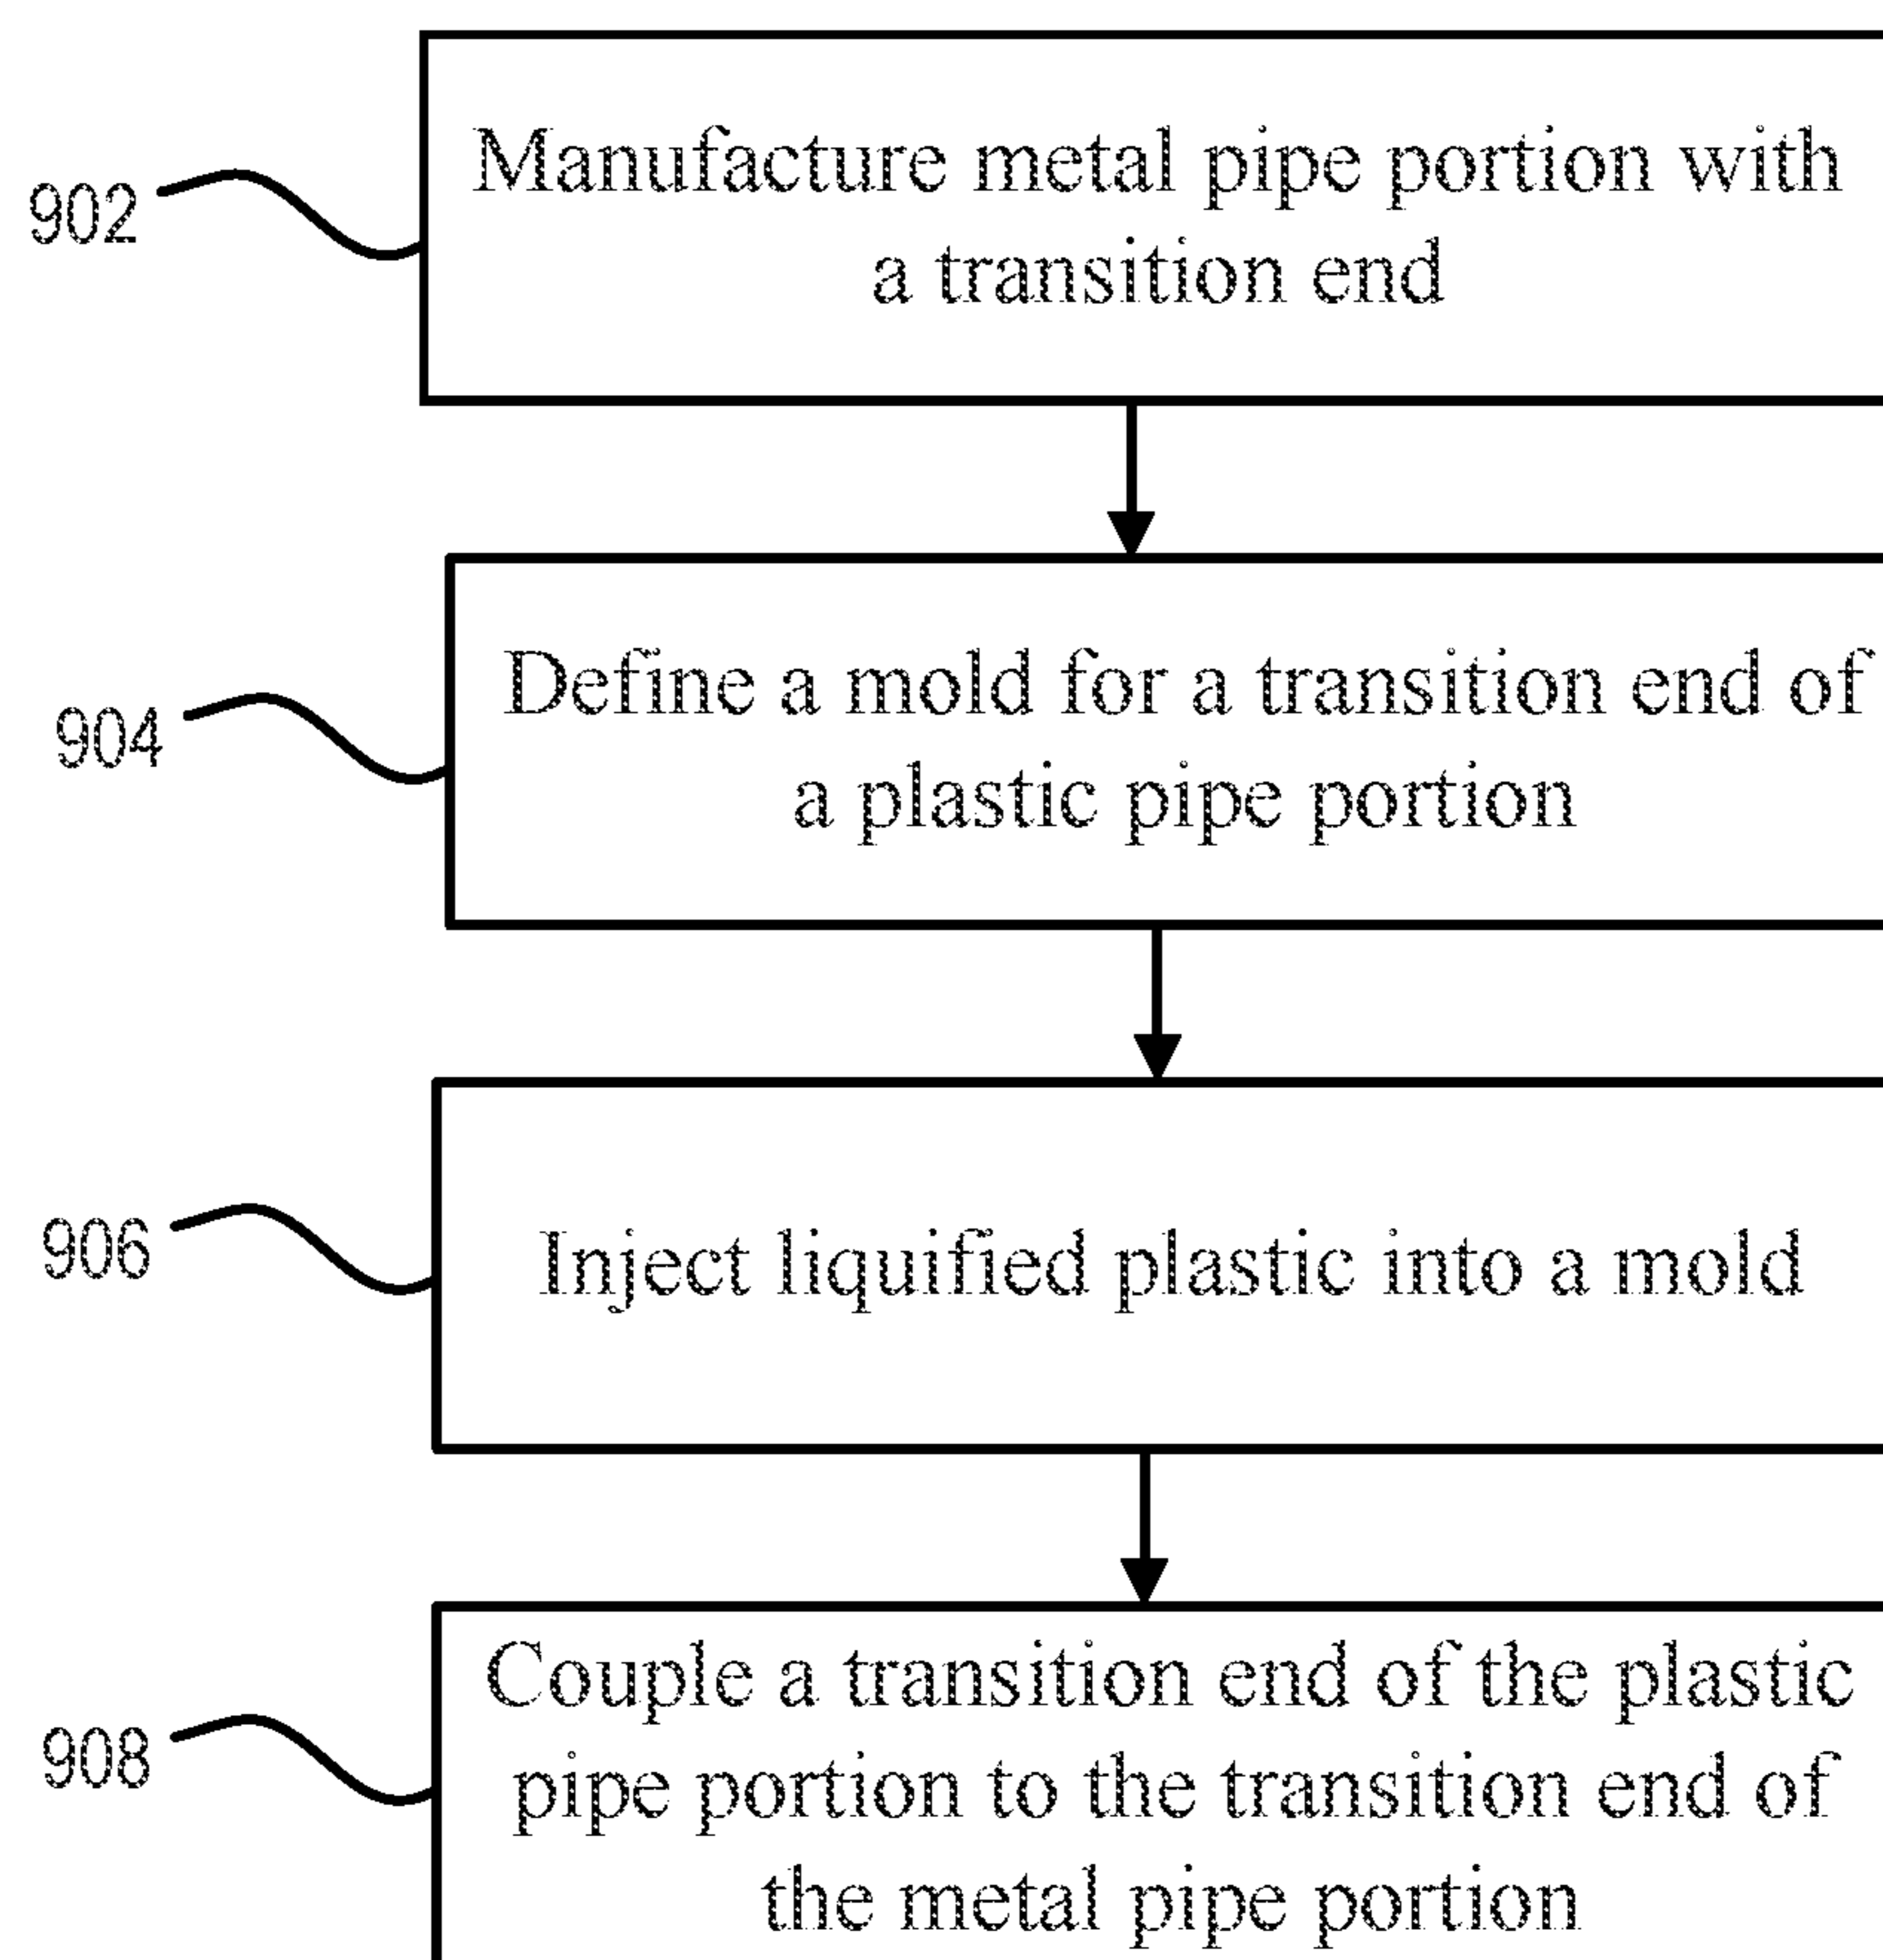 902
Manufacture metal pipe portion with
a transition end
904
Define a mold for a transition end of
a plastic pipe portion
906
Inject liquified plastic into a mold
908
Couple a transition end of the plastic
pipe portion to the transition end of
the metal pipe portion